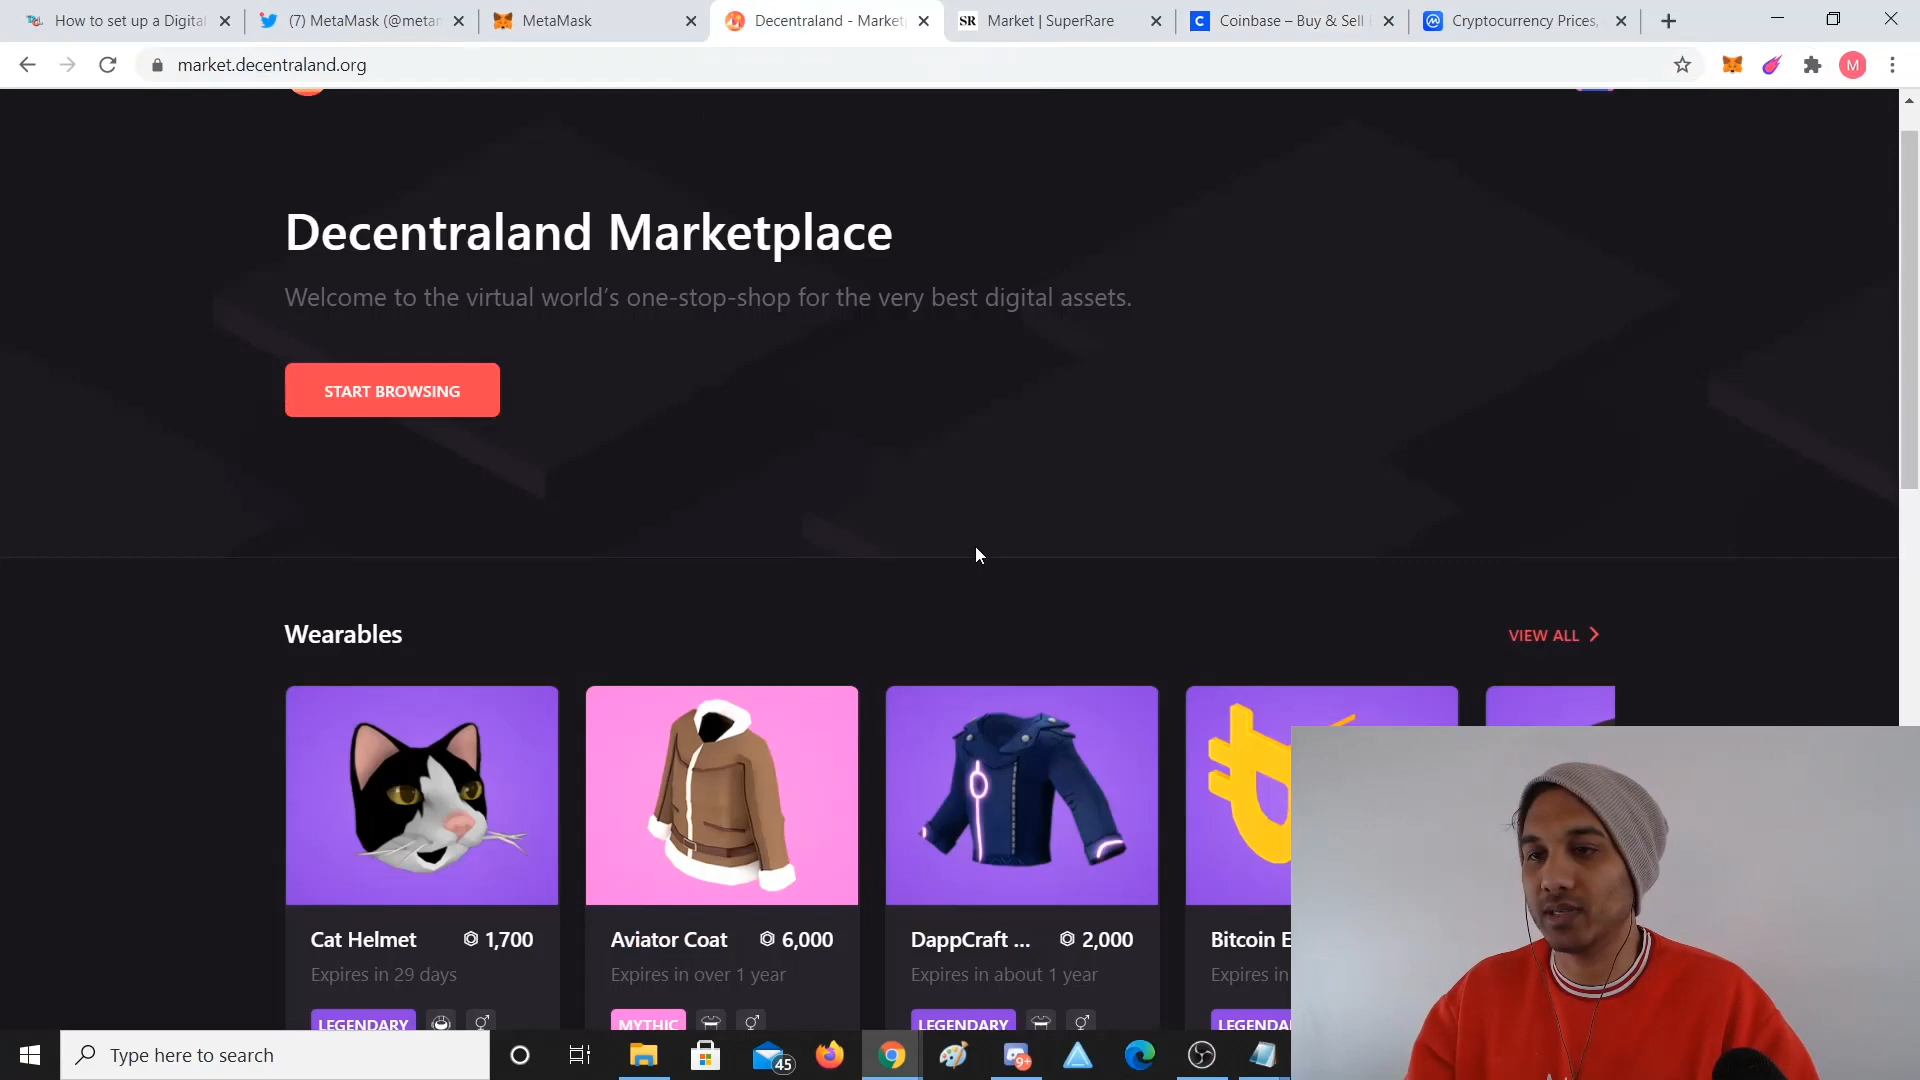 How to set up a Digital
(7) MetaMask (@metam
MetaMask
Decentraland - Marketp
SR Market | SuperRare
C Coinbase – Buy & Sell
Cryptocurrency Prices,
market.decentraland.org
M
Decentraland Marketplace
Welcome to the virtual world's one-stop-shop for the very best digital assets.
START BROWSING
Wearables
VIEW ALL
Cat Helmet 1,700
Expires in 29 days
LEGENDARY
Aviator Coat 6,000
Expires in over 1 year
MYTHIC
DappCraft ... 2,000
Expires in about 1 year
LEGENDARY
Bitcoin E
Expires in
LEGENDA
Type here to search
45
9+